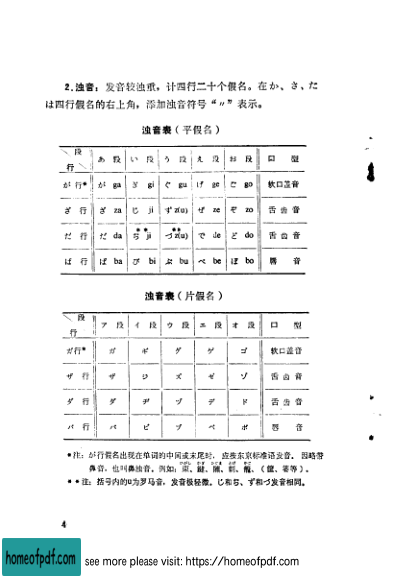 2.浊音：发音较浊重，计四行二十个假名。在か、さ、た
は四行假名的右上角，添加浊音符号“〃”表示。
浊音表（平假名）
段 行 あ 段 い 段 う 段 え 段 お 段 口 型
が 行* が ga ぎ gi ぐ gu げ ge ご go 软口盖音
ざ 行 ざ za じ ji ず z(u) ぜ ze ぞ zo 舌齿音
だ 行 だ da ** ぢ ji ** づ z(u) で de ど do 舌齿音
ば 行 ば ba び bi ぶ bu べ be ぼ bo 唇 音
浊音表（片假名）
段 行 ア 段 イ 段 ウ 段 エ 段 オ 段 口 型
ガ行* ガ ギ グ ゲ ゴ 软口盖音
ザ 行 ザ ジ ズ ゼ ゾ 舌齿音
ダ 行 ダ ヂ ヅ デ ド 舌齿音
バ 行 バ ビ ブ ベ ボ 唇 音
*注：が行假名出现在单词的中间或末尾时，应按东京标准语发音，因略带
鼻音，也叫鼻浊音。例如：
**注：括号内的u为罗马音，发音极轻微。じ和ぢ、ず和づ发音相同。
4
homeofpdf.com
see more please visit: https://homeofpdf.com